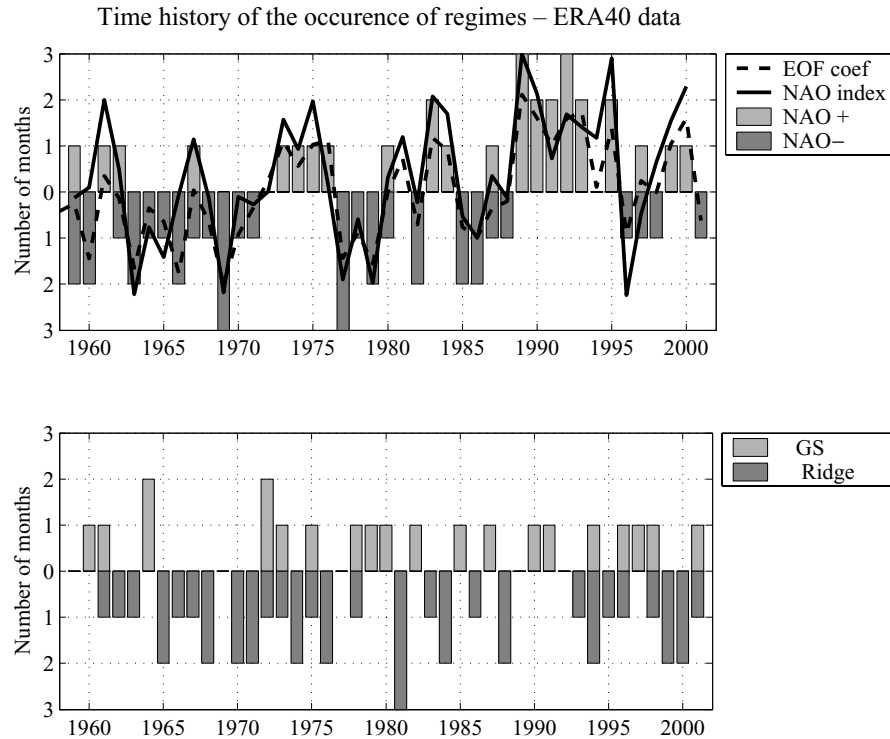 Time history of the occurence of regimes – ERA40 data
3
2
1
0
1
2
3
Number of months
1960 1965 1970 1975 1980 1985 1990 1995 2000
EOF coef
NAO index
NAO +
NAO−
3
2
1
0
1
2
3
Number of months
1960 1965 1970 1975 1980 1985 1990 1995 2000
GS
Ridge